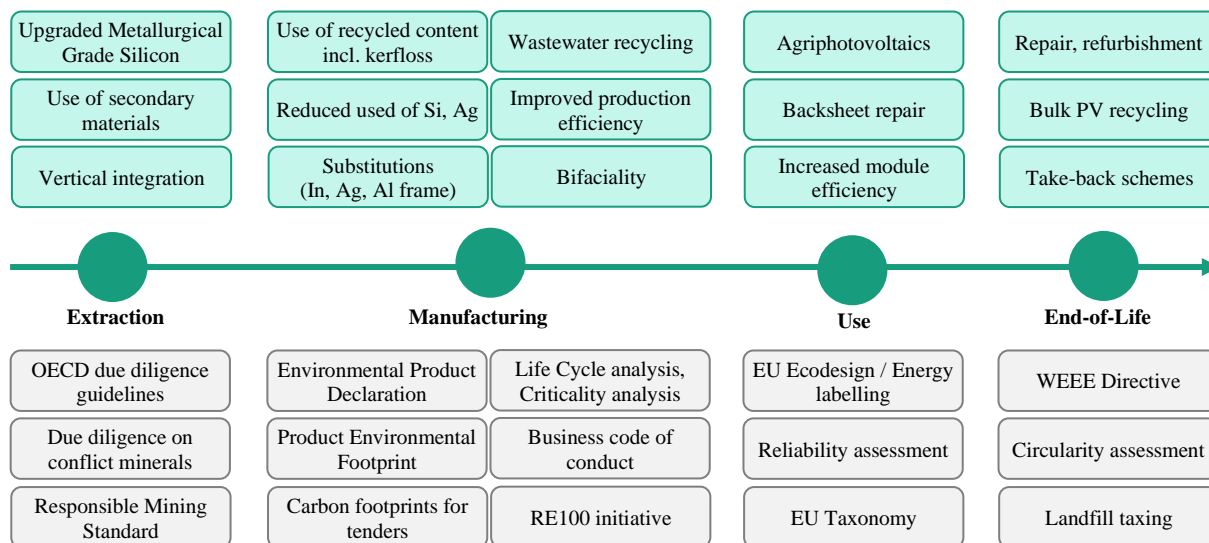 Upgraded Metallurgical
Grade Silicon
Use of secondary
materials
Vertical integration
Use of recycled content
incl. kerfloss
Reduced used of Si, Ag
Substitutions
(In, Ag, Al frame)
Wastewater recycling
Improved production
efficiency
Bifaciality
Agriphotovoltaics
Backsheet repair
Increased module
efficiency
Repair, refurbishment
Bulk PV recycling
Take-back schemes
Extraction
Manufacturing
Use
End-of-Life
OECD due diligence
guidelines
Due diligence on
conflict minerals
Responsible Mining
Standard
Environmental Product
Declaration
Product Environmental
Footprint
Carbon footprints for
tenders
Life Cycle analysis,
Criticality analysis
Business code of
conduct
RE100 initiative
EU Ecodesign / Energy
labelling
Reliability assessment
EU Taxonomy
WEEE Directive
Circularity assessment
Landfill taxing